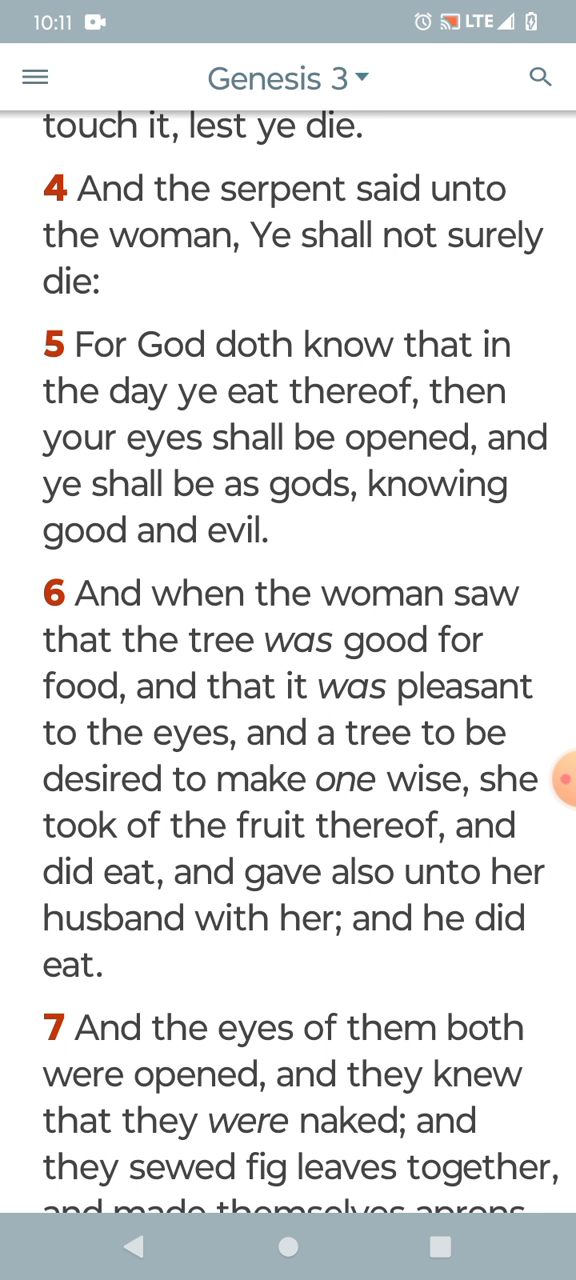 10:11
LTE
Genesis 3
touch it, lest ye die.
4 And the serpent said unto
the woman, Ye shall not surely
die:
5 For God doth know that in
the day ye eat thereof, then
your eyes shall be opened, and
ye shall be as gods, knowing
good and evil.
6 And when the woman saw
that the tree was good for
food, and that it was pleasant
to the eyes, and a tree to be
desired to make one wise, she
took of the fruit thereof, and
did eat, and gave also unto her
husband with her; and he did
eat.
7 And the eyes of them both
were opened, and they knew
that they were naked; and
they sewed fig leaves together,
and made themselves aprons